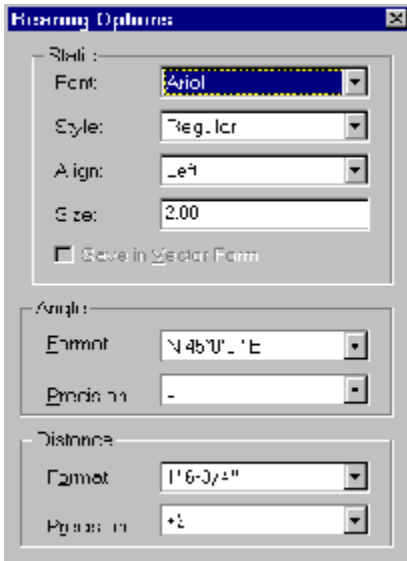 Bearing Options
Static
Font: Arial
Style: Regular
Align: Left
Size: 2.00
Save in Vector Form
Angle
Format
Precision
Distance
Format
Precision